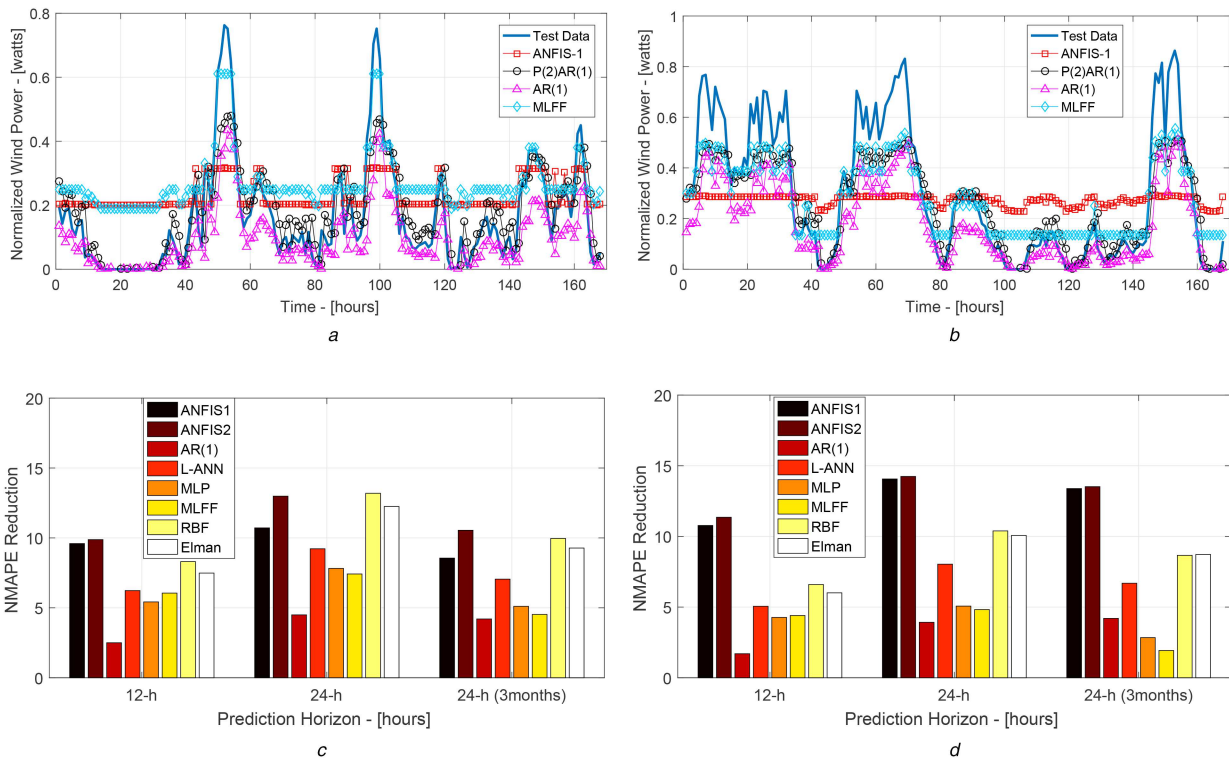 0.8
0.6
0.4
0.2
0
Normalized Wind Power - [watts]
Test Data
ANFIS-1
P(2)AR(1)
AR(1)
MLFF
0 20 40 60 80 100 120 140 160
Time - [hours]
a
1
0.8
0.6
0.4
0.2
0
Normalized Wind Power - [watts]
Test Data
ANFIS-1
P(2)AR(1)
AR(1)
MLFF
0 20 40 60 80 100 120 140 160
Time - [hours]
b
20
15
10
5
0
NMAPE Reduction
ANFIS1
ANFIS2
AR(1)
L-ANN
MLP
MLFF
RBF
Elman
12-h 24-h 24-h (3months)
Prediction Horizon - [hours]
c
20
15
10
5
0
NMAPE Reduction
ANFIS1
ANFIS2
AR(1)
L-ANN
MLP
MLFF
RBF
Elman
12-h 24-h 24-h (3months)
Prediction Horizon - [hours]
d